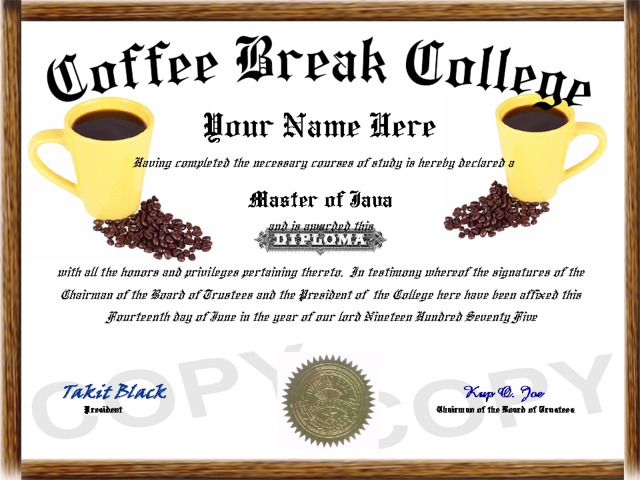 Coffee Break College
Your Name Here
Having completed the necessary courses of study is hereby declared a
Master of Java
and is awarded this
DIPLOMA
with all the honors and privileges pertaining thereto. In testimony whereof the signatures of the
Chairman of the Board of Trustees and the President of the College here have been affixed this
Fourteenth day of June in the year of our lord Nineteen Hundred Seventy Five
COPY COPY
Takit Black Kup O. Joe
President Chairman of the Board of Trustees